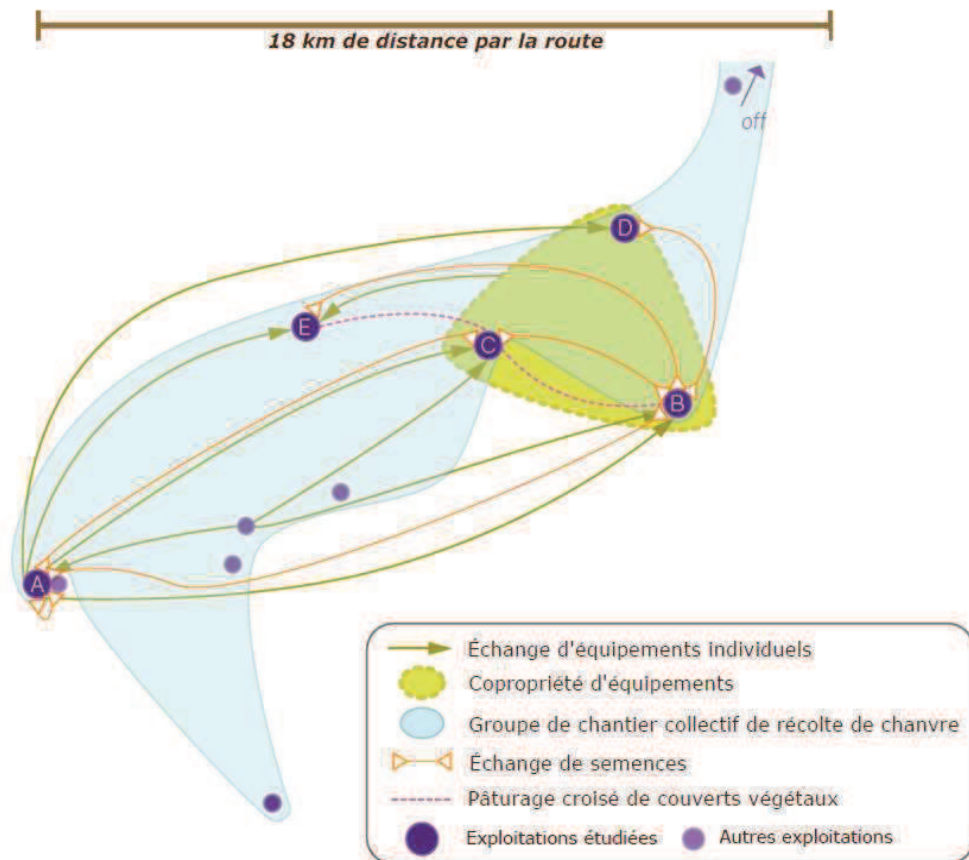 18 km de distance par la route
off
D
E
C
B
A
Échange d'équipements individuels
Copropriété d'équipements
Groupe de chantier collectif de récolte de chanvre
Échange de semences
Pâturage croisé de couverts végétaux
Exploitations étudiées Autres exploitations